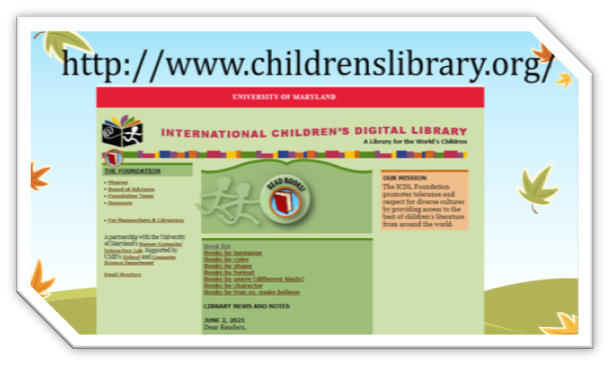 http://www.childrenslibrary.org/
UNIVERSITY OF MARYLAND
INTERNATIONAL CHILDREN'S DIGITAL LIBRARY
A Library for the World's Children
THE FOUNDATION
• Mission
• Board of Advisors
• Foundation Team
• Sponsors
• For Researchers & Librarians
A partnership with the University
of Maryland's Human-Computer
Interaction Lab. Supported by
UMD's iSchool and Computer
Science Department
Email directors
READ BOOKS!
Book list
Books by language
Books by color
Books by shape
Books by format
Books by genre (different kinds)
Books by character
Books by true vs. make believe
LIBRARY NEWS AND NOTES
JUNE 2, 2021
Dear Readers,
OUR MISSION
The ICDL Foundation
promotes tolerance and
respect for diverse cultures
by providing access to the
best of children's literature
from around the world.